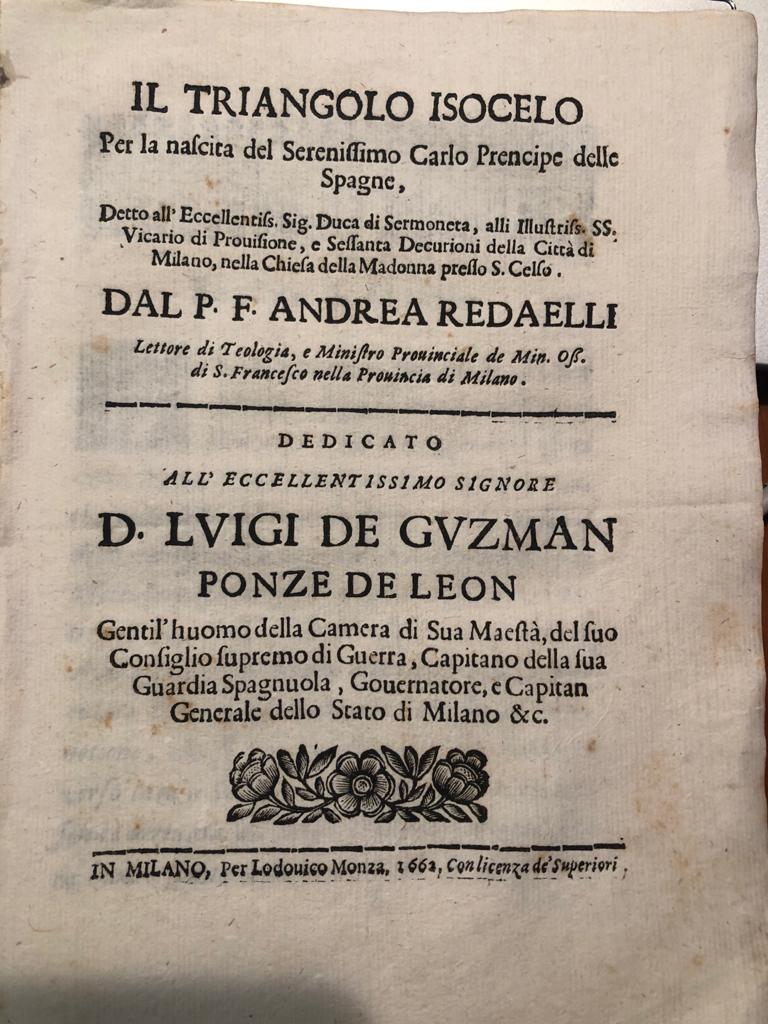 IL TRIANGOLO ISOCELO
Per la naſcita del Sereniſſimo Carlo Prencipe delle
Spagne,
Detto all' Eccellentiſs. Sig. Duca di Sermoneta, alli Illuſtriſs. SS.
Vicario di Prouiſione, e Seſſanta Decurioni della Città di
Milano, nella Chieſa della Madonna preſſo S. Celſo.
DAL P. F. ANDREA REDAELLI
Lettore di Teologia, e Miniſtro Prouinciale de Min. Oſſ.
di S. Franceſco nella Prouincia di Milano.
DEDICATO
ALL' ECCELLENTISSIMO SIGNORE
D. LVIGI DE GVZMAN
PONZE DE LEON
Gentil'huomo della Camera di Sua Maeſtà, del ſuo
Conſiglio ſupremo di Guerra, Capitano della ſua
Guardia Spagnuola, Gouernatore, e Capitan
Generale dello Stato di Milano &c.
IN MILANO, Per Lodouico Monza, 1662, Con licenza de' Superiori.